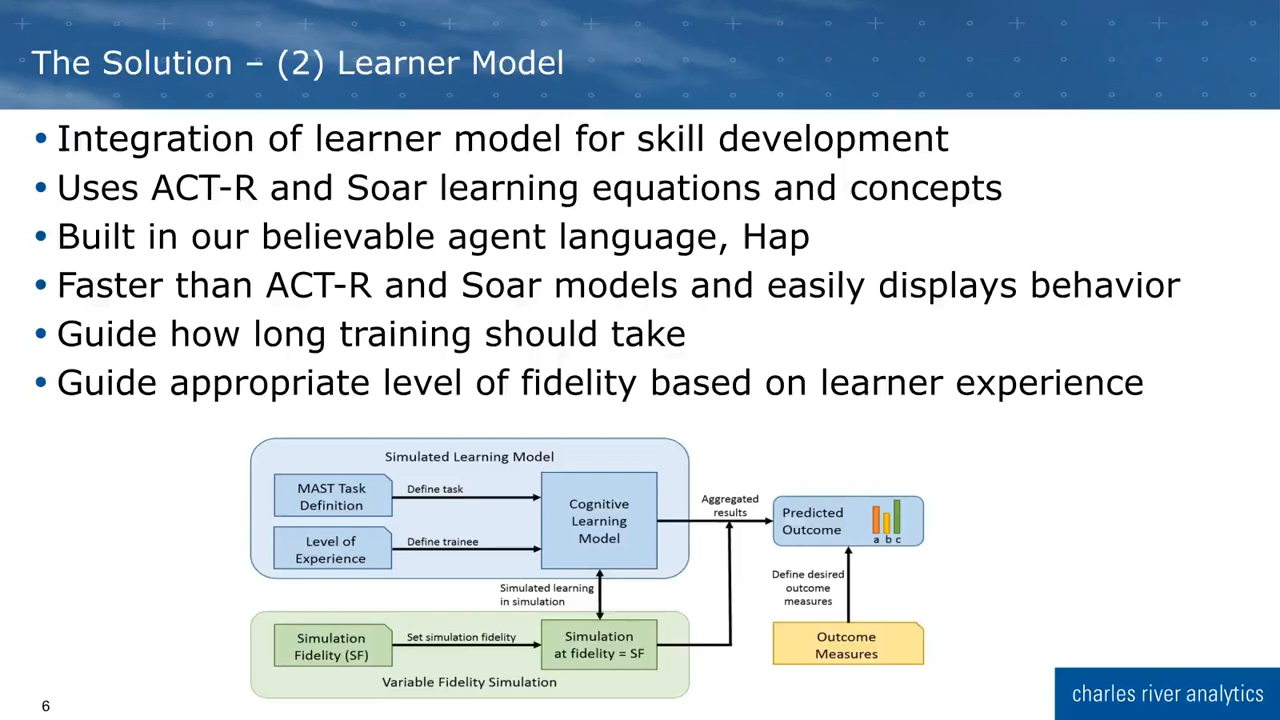 The Solution – (2) Learner Model
• Integration of learner model for skill development
• Uses ACT-R and Soar learning equations and concepts
• Built in our believable agent language, Hap
• Faster than ACT-R and Soar models and easily displays behavior
• Guide how long training should take
• Guide appropriate level of fidelity based on learner experience
Simulated Learning Model
MAST Task
Definition
Define task
Level of
Experience
Define trainee
Cognitive
Learning
Model
Aggregated
results
Predicted
Outcome
a b c
Simulated learning
in simulation
Define desired
outcome
measures
Simulation
Fidelity (SF)
Set simulation fidelity
Simulation
at fidelity = SF
Outcome
Measures
Variable Fidelity Simulation
charles river analytics
6